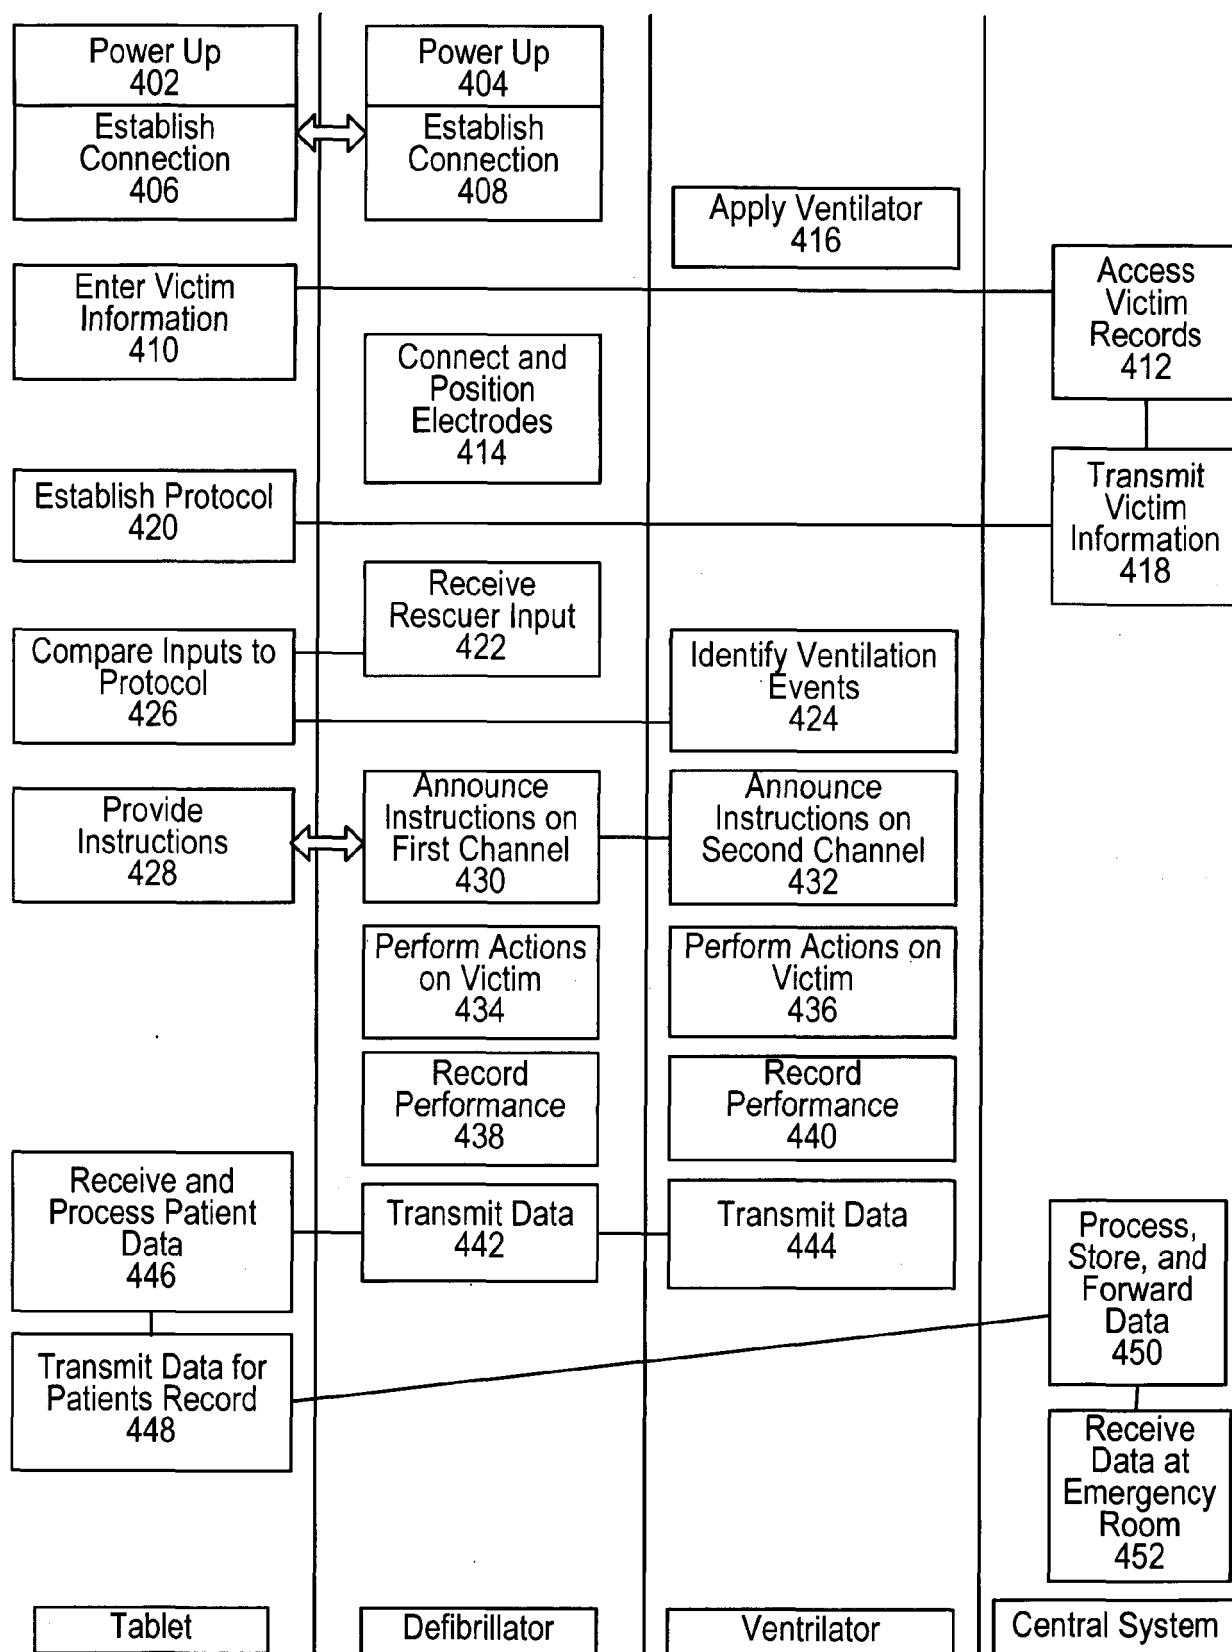 Power Up
402
Establish
Connection
406
Power Up
404
Establish
Connection
408
Apply Ventilator
416
Enter Victim
Information
410
Access
Victim
Records
412
Connect and
Position
Electrodes
414
Establish Protocol
420
Transmit
Victim
Information
418
Receive
Rescuer Input
422
Compare Inputs to
Protocol
426
Identify Ventilation
Events
424
Provide
Instructions
428
Announce
Instructions on
First Channel
430
Announce
Instructions on
Second Channel
432
Perform Actions
on Victim
434
Perform Actions on
Victim
436
Record
Performance
438
Record
Performance
440
Receive and
Process Patient
Data
446
Transmit Data
442
Transmit Data
444
Process,
Store, and
Forward
Data
450
Transmit Data for
Patients Record
448
Receive
Data at
Emergency
Room
452
Tablet
Defibrillator
Ventrilator
Central System